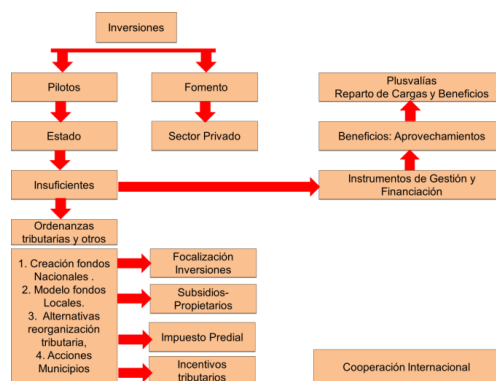 Inversiones
Pilotos
Fomento
Plusvalías
Reparto de Cargas y Beneficios
Estado
Sector Privado
Beneficios: Aprovechamientos
Insuficientes
Instrumentos de Gestión y
Financiación
Ordenanzas
tributarias y otros
1. Creación fondos
Nacionales .
2. Modelo fondos
Locales.
3. Alternativas
reorganización
tributaria,
4. Acciones
Municipios
Focalización
Inversiones
Subsidios-
Propietarios
Impuesto Predial
Incentivos
tributarios
Cooperación Internacional